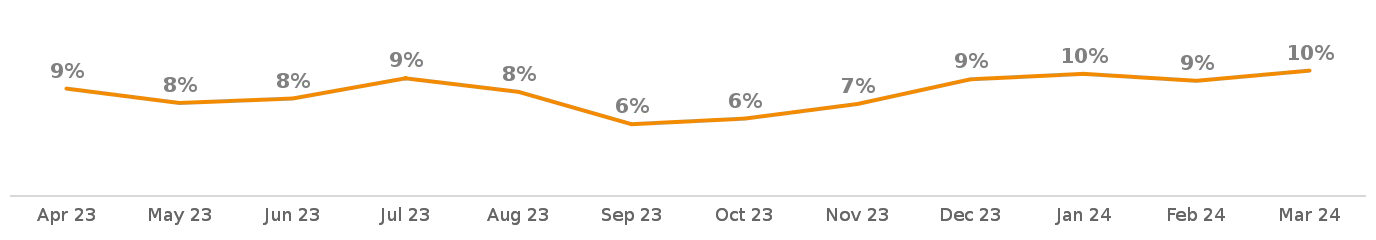 9% 8% 8% 9% 8% 6% 6% 7% 9% 10% 9% 10%
Apr 23 May 23 Jun 23 Jul 23 Aug 23 Sep 23 Oct 23 Nov 23 Dec 23 Jan 24 Feb 24 Mar 24